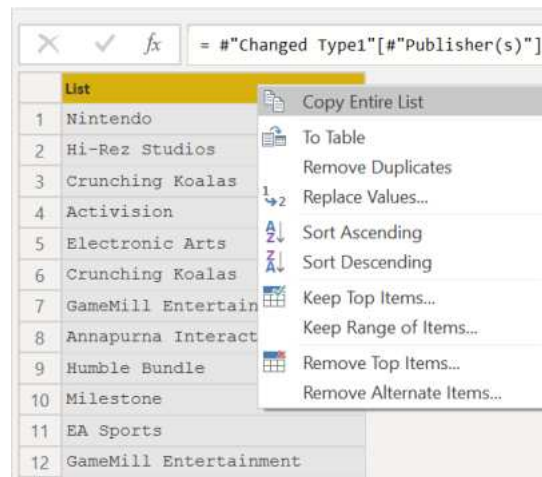 fx = #"Changed Type1"[#"Publisher(s)"]
List
1 Nintendo
2 Hi-Rez Studios
3 Crunching Koalas
4 Activision
5 Electronic Arts
6 Crunching Koalas
7 GameMill Entertain
8 Annapurna Interact
9 Humble Bundle
10 Milestone
11 EA Sports
12 GameMill Entertainment
Copy Entire List
To Table
Remove Duplicates
Replace Values...
Sort Ascending
Sort Descending
Keep Top Items...
Keep Range of Items...
Remove Top Items...
Remove Alternate Items...